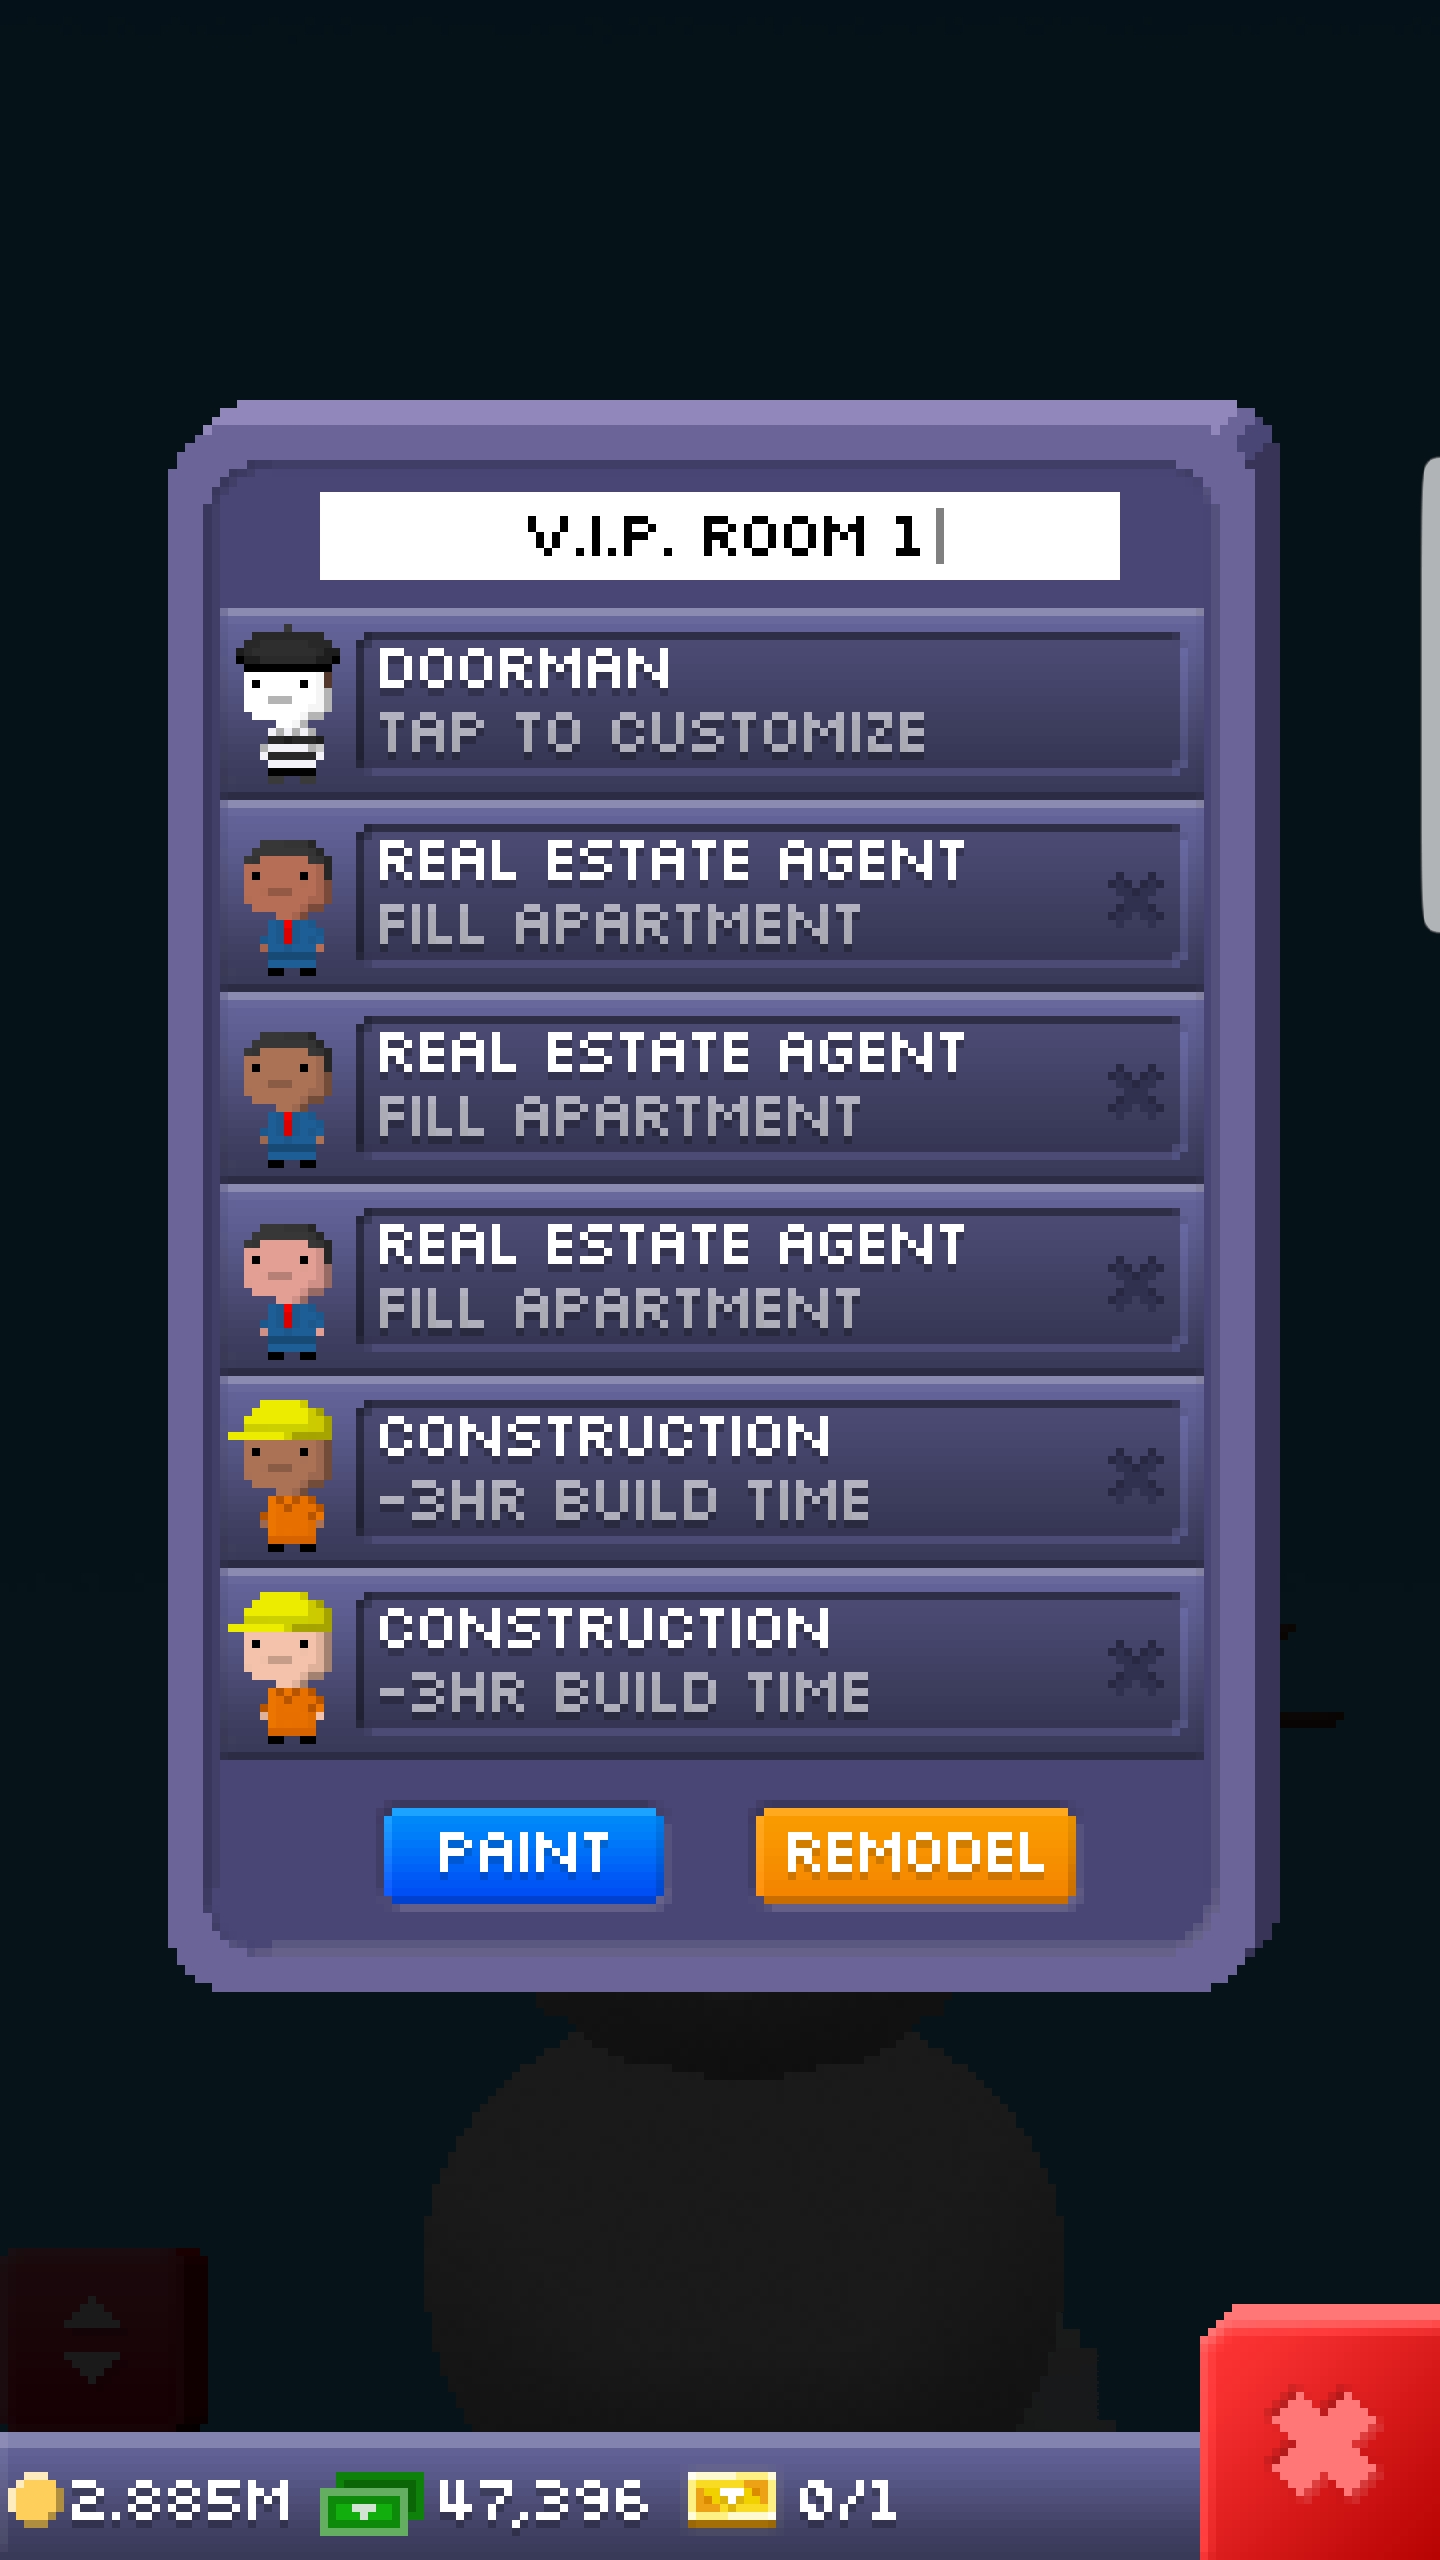 V.I.P. ROOM 1
DOORMAN
TAP TO CUSTOMIZE
REAL ESTATE AGENT
FILL APARTMENT
REAL ESTATE AGENT
FILL APARTMENT
REAL ESTATE AGENT
FILL APARTMENT
CONSTRUCTION
-3HR BUILD TIME
CONSTRUCTION
-3HR BUILD TIME
PAINT REMODEL
2.885M 47,396 0/1